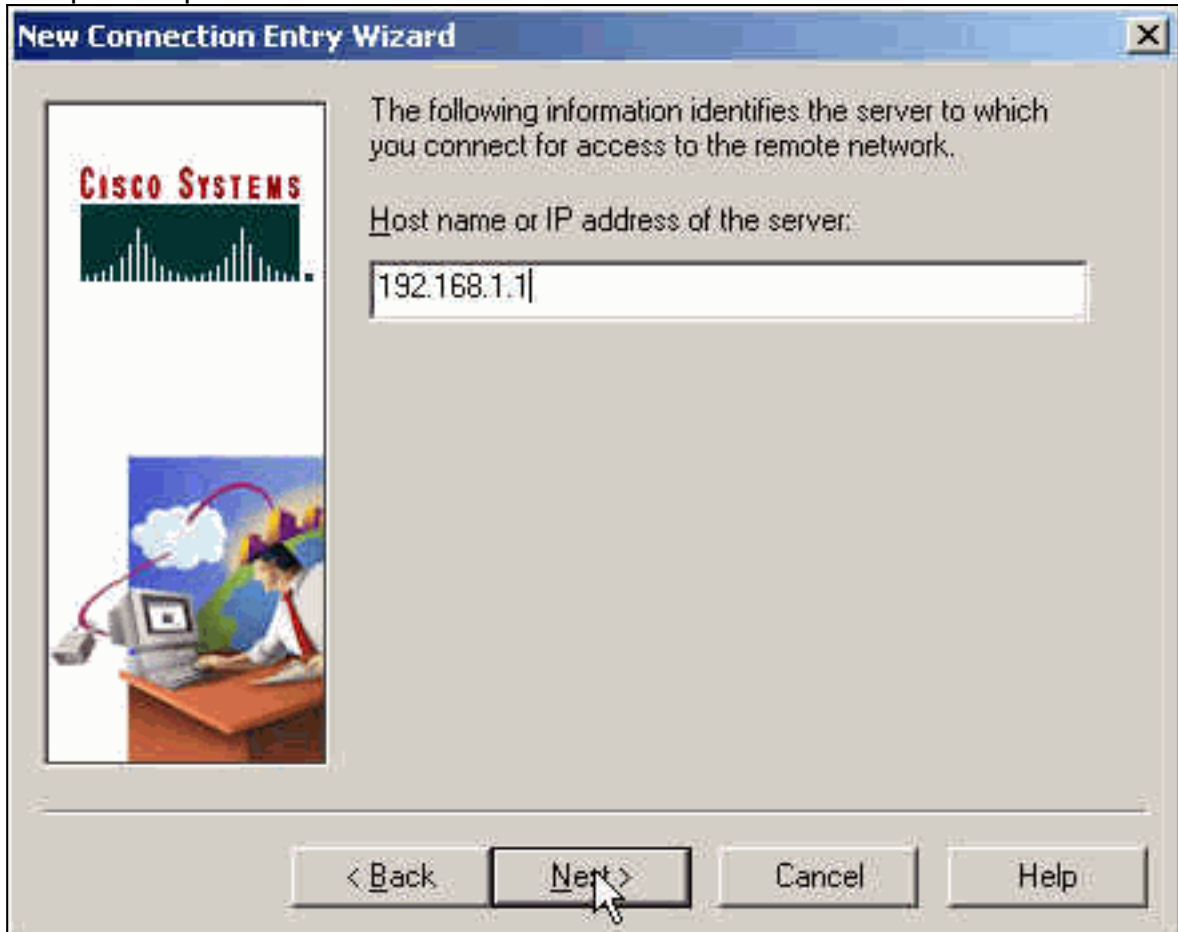 New Connection Entry Wizard
The following information identifies the server to which
you connect for access to the remote network.
CISCO SYSTEMS
Host name or IP address of the server:
192.168.1.1
< Back
Next >
Cancel
Help